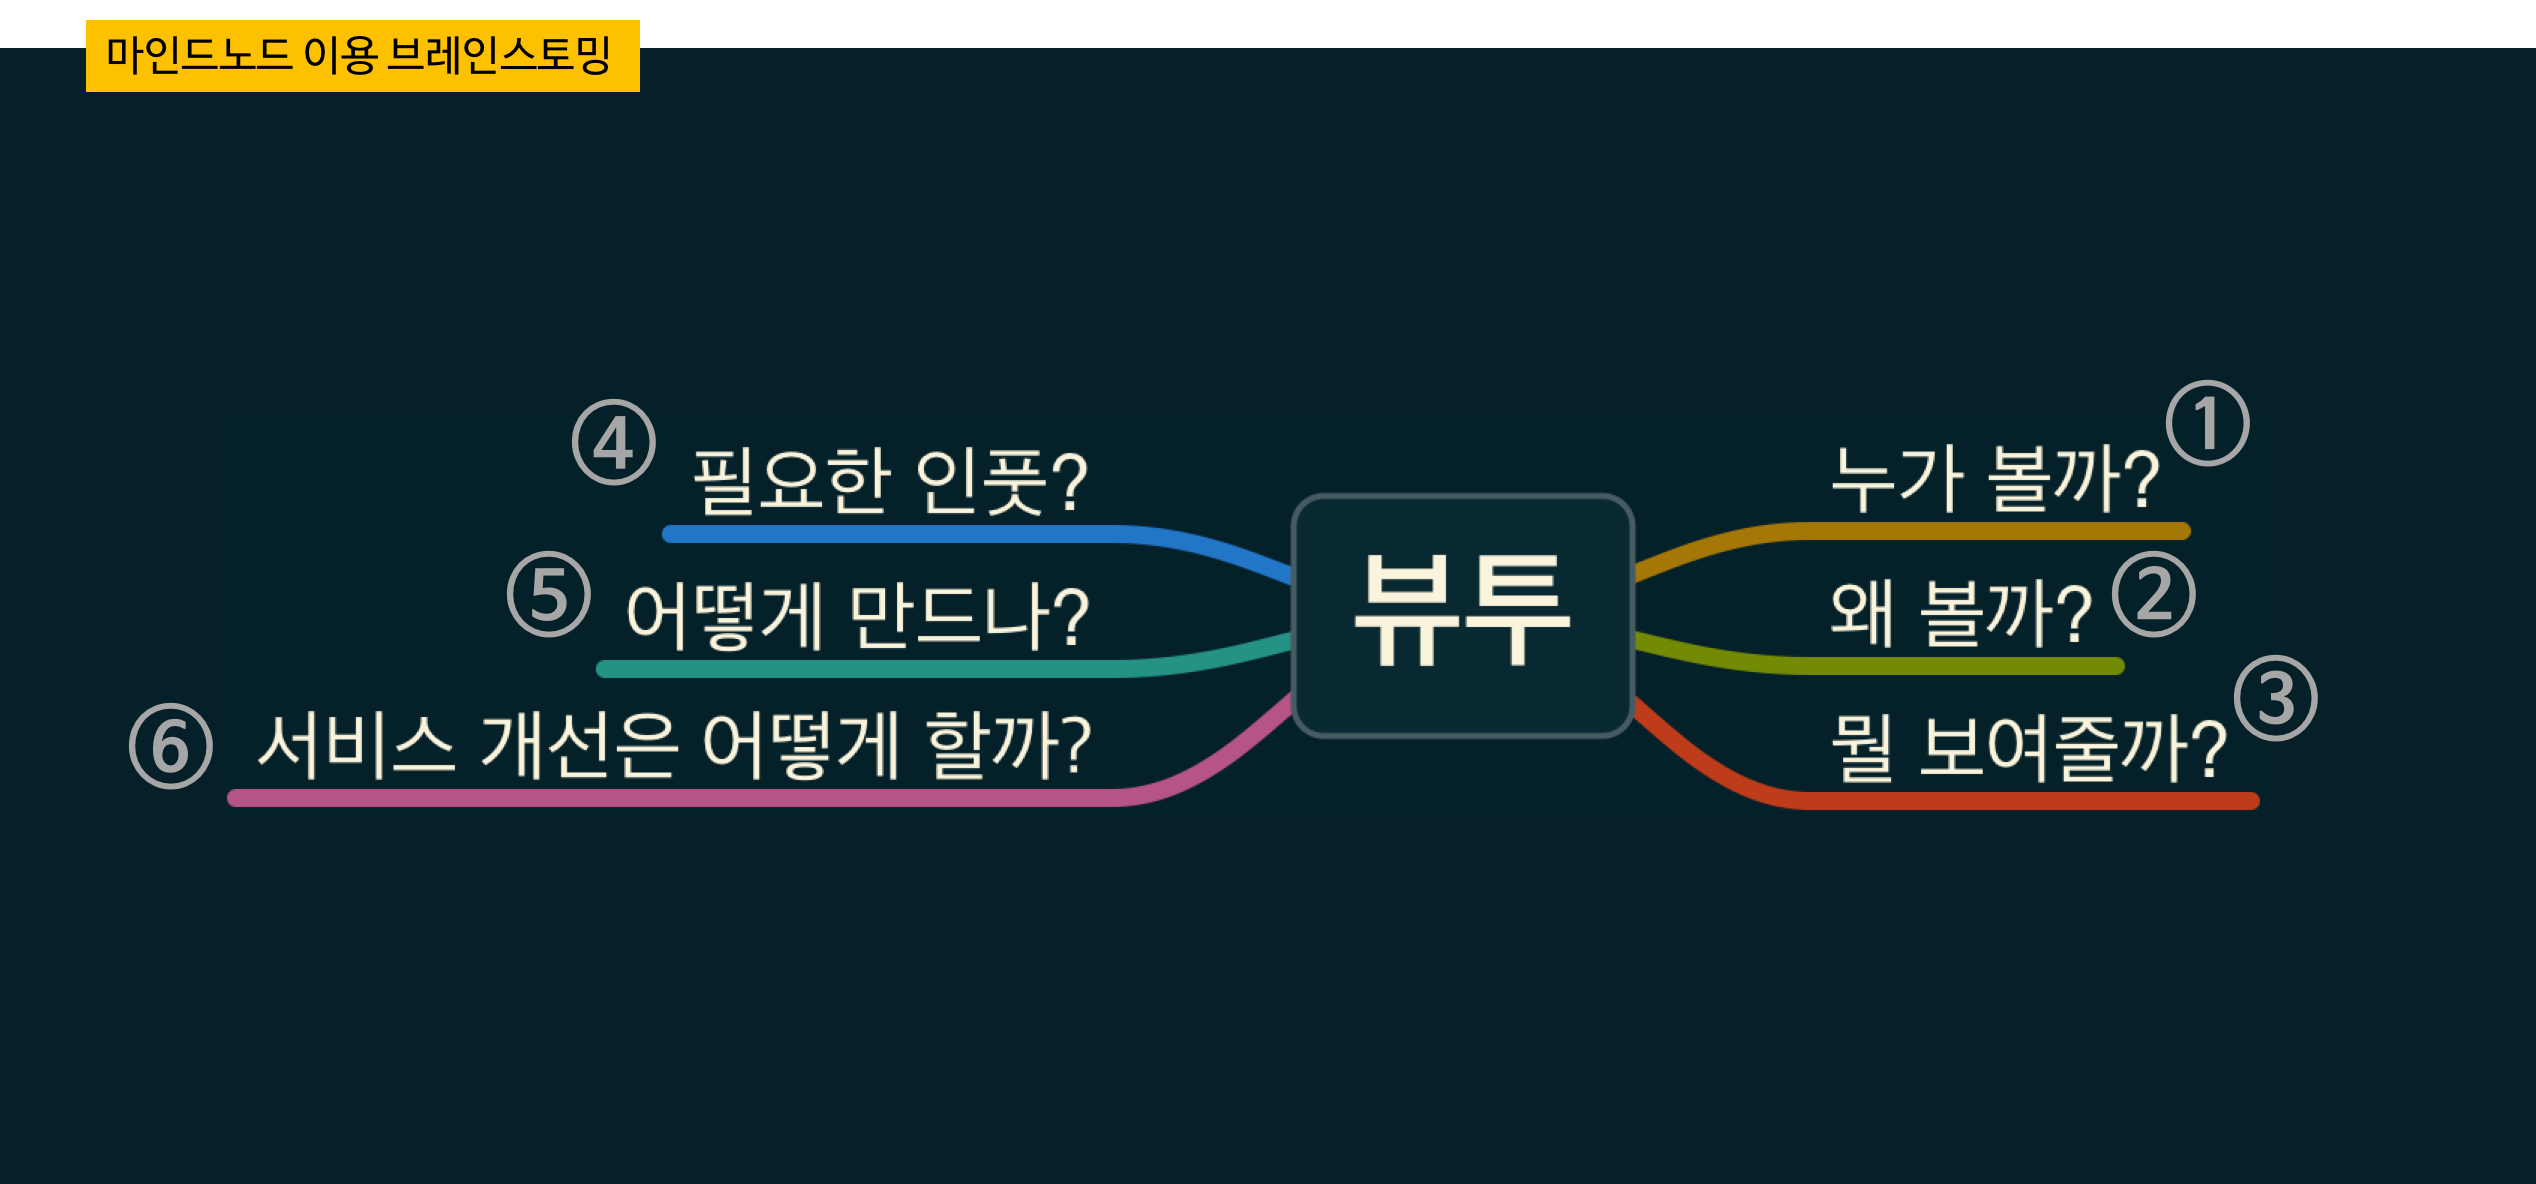 마인드노드 이용 브레인스토밍
뷰투
① 누가 볼까?
② 왜 볼까?
③ 뭘 보여줄까?
④ 필요한 인풋?
⑤ 어떻게 만드나?
⑥ 서비스 개선은 어떻게 할까?